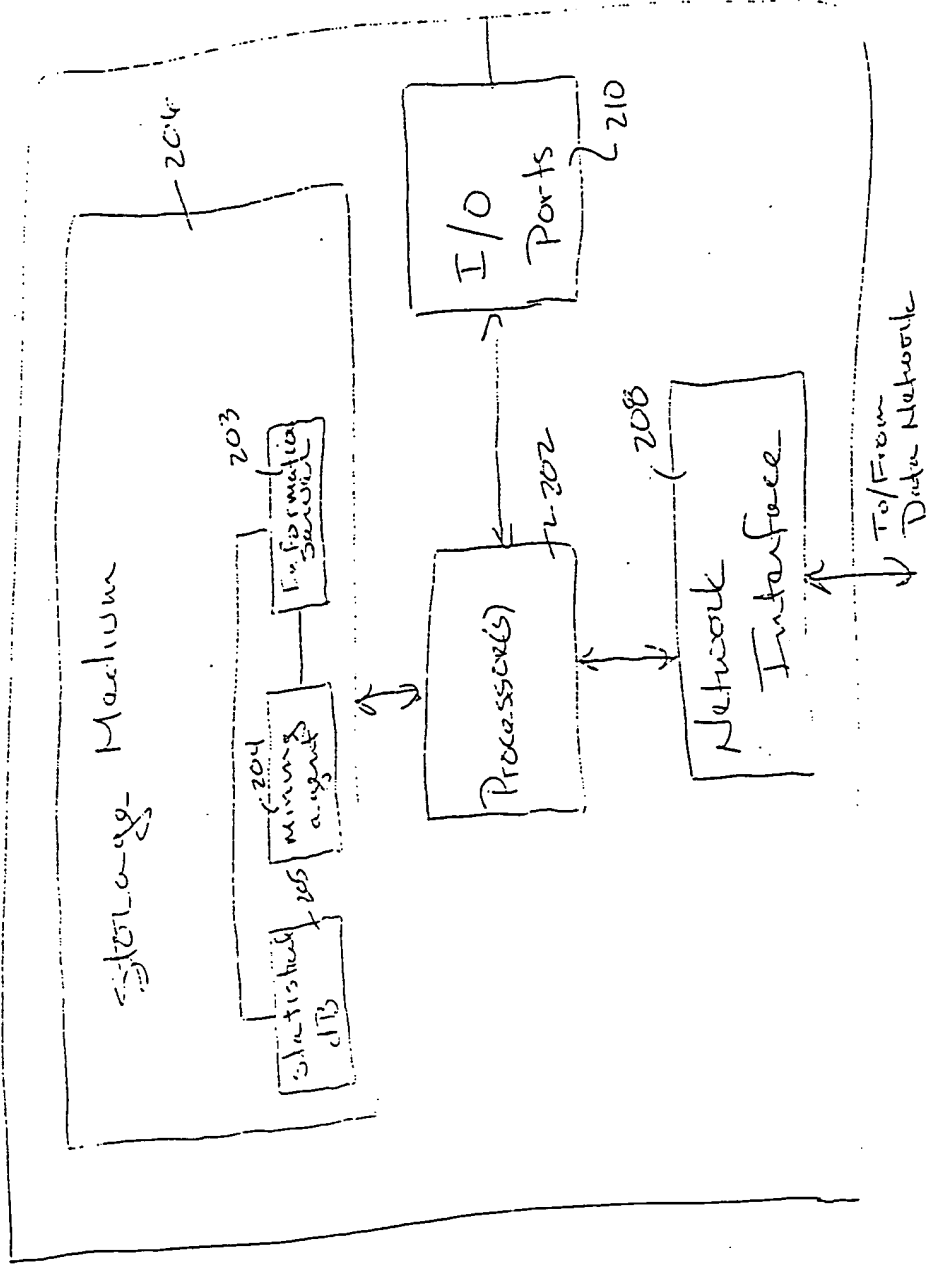 Storage Medium
Statistical
dB
205
204
Mining
agent
203
Information
Server
Processor(s)
202
I/O
Ports
210
208
Network
Interface
To/From
Data Network